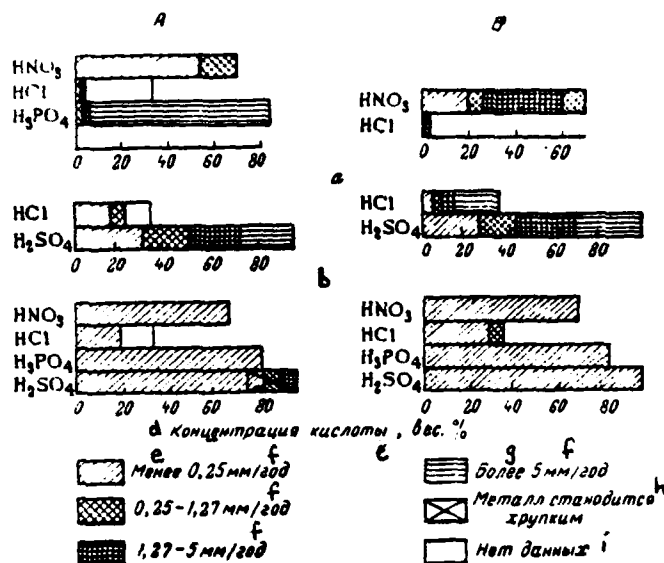 A
HNO₃
HCl
H₃PO₄
20 40 60 80
HNO₃
HCl
0 20 40 60
a
HCl
H₂SO₄
0 20 40 60 80
HCl
H₂SO₄
0 20 40 60 80
b
HNO₃
HCl
H₃PO₄
H₂SO₄
0 20 40 60 80
HNO₃
HCl
H₃PO₄
H₂SO₄
0 20 40 60 80
d Концентрация кислоты, вес. %
e f
Менее 0,25 мм/год
f
0,25-1,27 мм/год
f
1,27-5 мм/год
g f
Более 5 мм/год
h
Металл становится
хрупким
Нет данных i